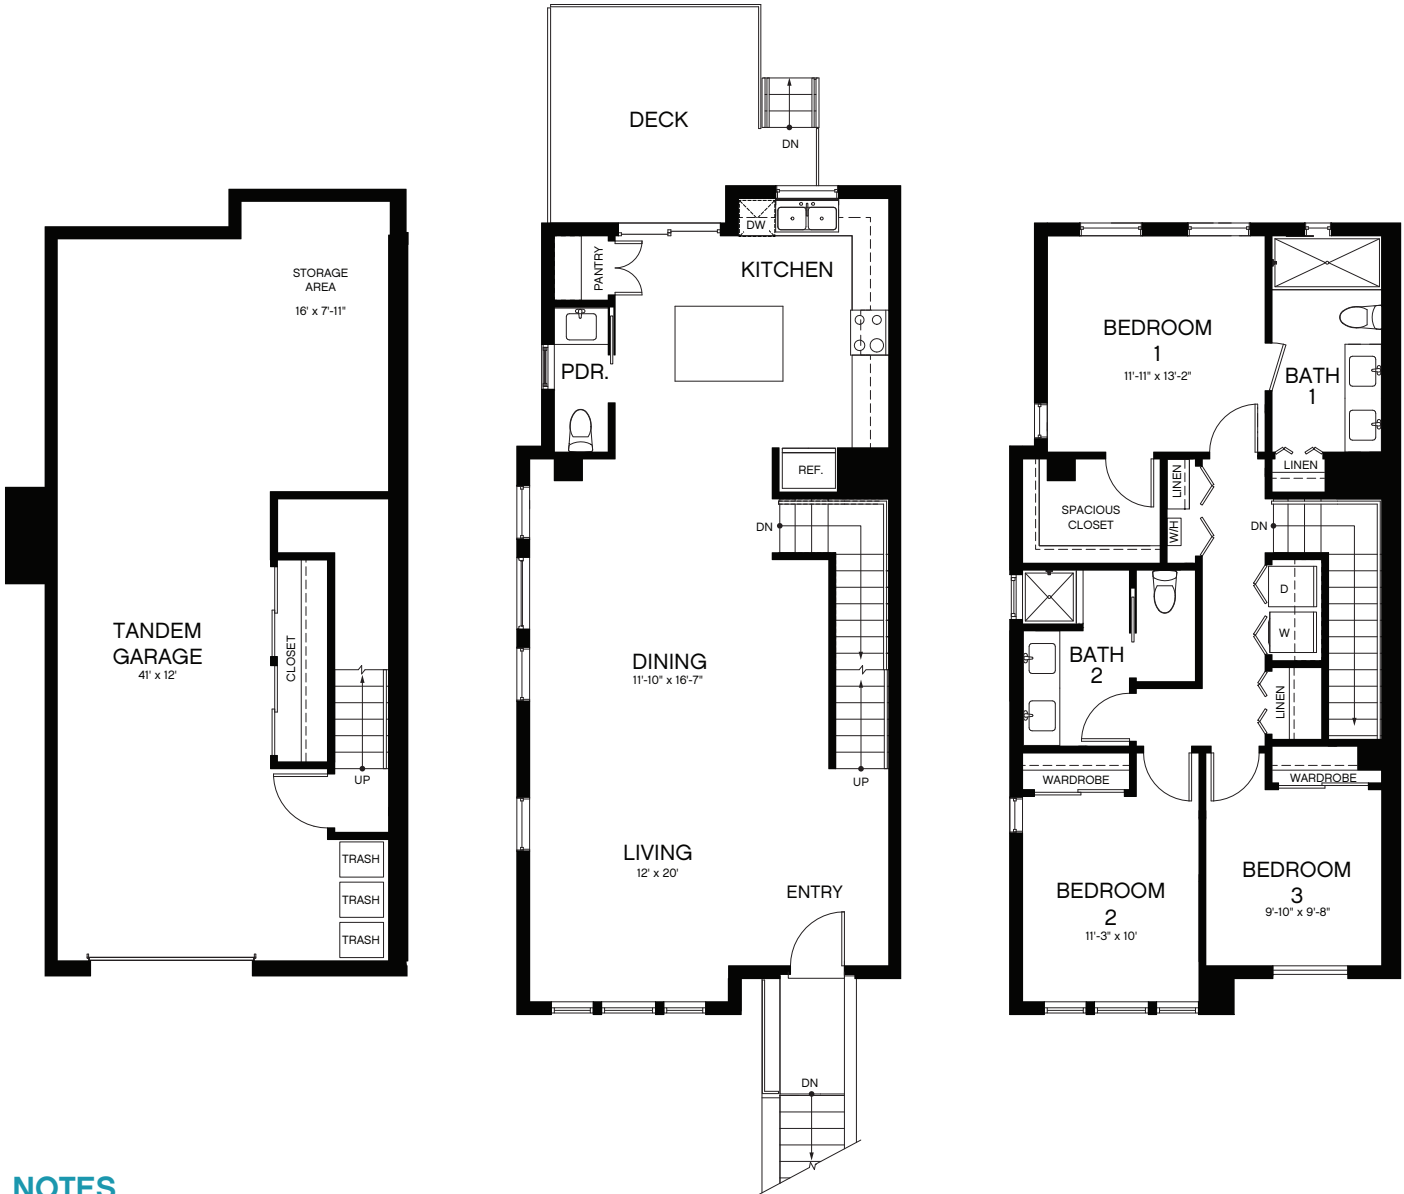 STORAGE
AREA
16' x 7'-11"
TANDEM
GARAGE
41' x 12'
CLOSET
UP
TRASH
TRASH
TRASH
DECK
DN
DW
KITCHEN
PANTRY
PDR.
REF.
DN
DINING
11'-10" x 16'-7"
UP
LIVING
12' x 20'
ENTRY
DN
BEDROOM
1
11'-11" x 13'-2"
BATH
1
LINEN
LINEN
SPACIOUS
CLOSET
W/H
DN
D
W
BATH
2
LINEN
WARDROBE
WARDROBE
BEDROOM
2
11'-3" x 10'
BEDROOM
3
9'-10" x 9'-8"
NOTES